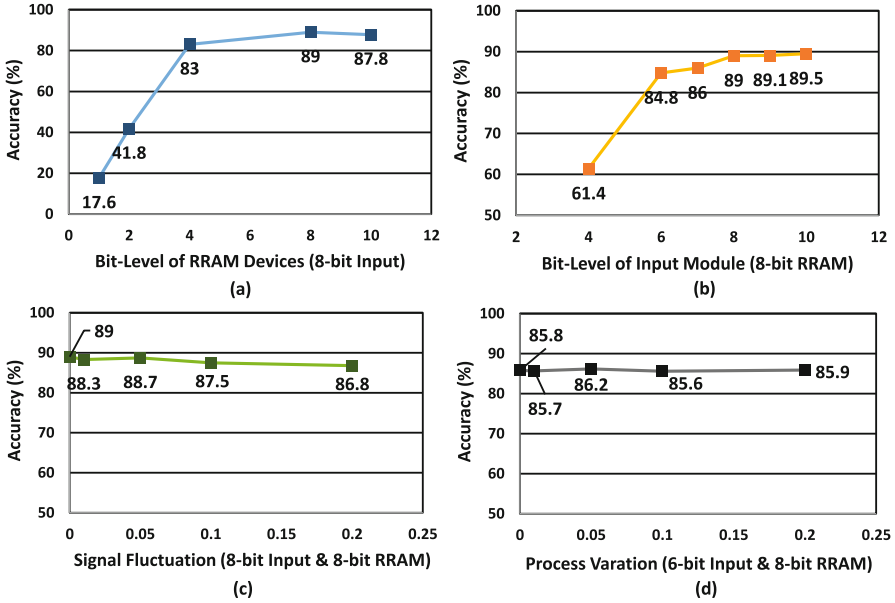 100
80
60
40
20
0
Accuracy (%)
17.6
41.8
83
89
87.8
0 2 4 6 8 10 12
Bit-Level of RRAM Devices (8-bit Input)
(a)
100
90
80
70
60
50
Accuracy (%)
61.4
84.8
86
89
89.1
89.5
2 4 6 8 10 12
Bit-Level of Input Module (8-bit RRAM)
(b)
100
90
80
70
60
50
Accuracy (%)
89
88.3
88.7
87.5
86.8
0 0.05 0.1 0.15 0.2 0.25
Signal Fluctuation (8-bit Input & 8-bit RRAM)
(c)
100
90
80
70
60
50
Accuracy (%)
85.8
85.7
86.2
85.6
85.9
0 0.05 0.1 0.15 0.2 0.25
Process Varation (6-bit Input & 8-bit RRAM)
(d)